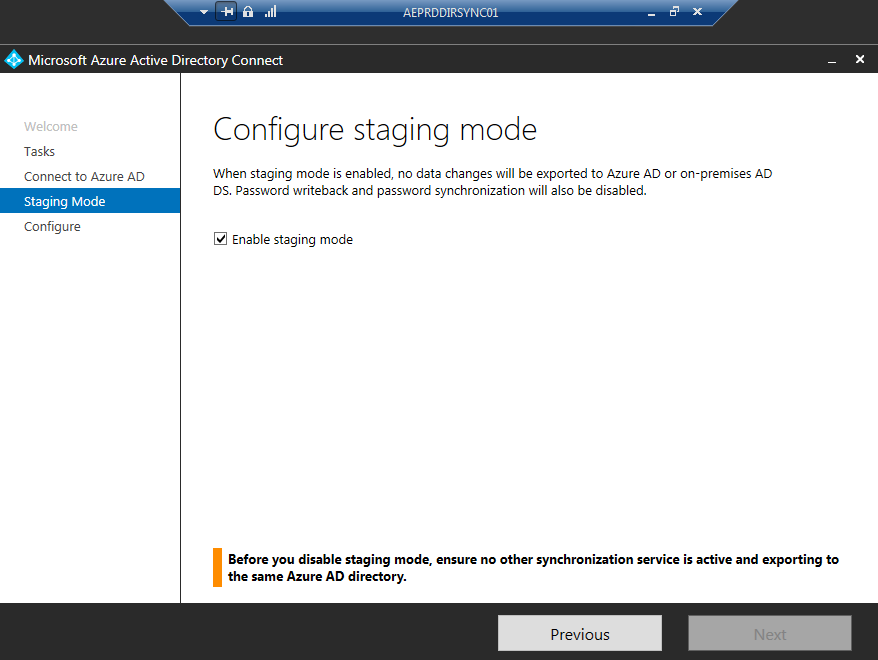 AEPRDDIRSYNC01
Microsoft Azure Active Directory Connect
Welcome
Tasks
Connect to Azure AD
Staging Mode
Configure
Configure staging mode
When staging mode is enabled, no data changes will be exported to Azure AD or on-premises AD
DS. Password writeback and password synchronization will also be disabled.
Enable staging mode
Before you disable staging mode, ensure no other synchronization service is active and exporting to
the same Azure AD directory.
Previous
Next